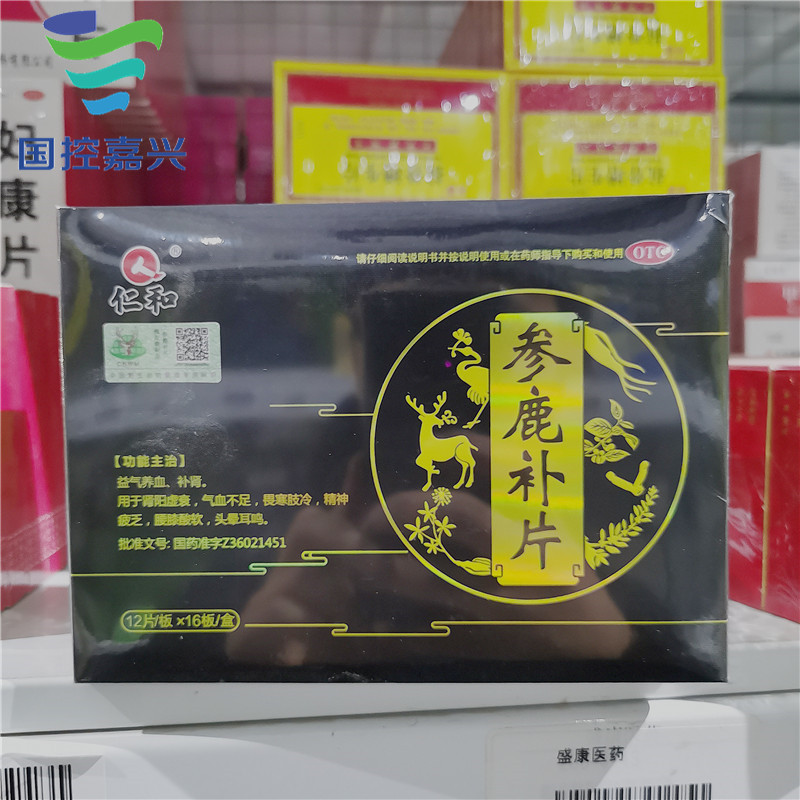 国控嘉兴
妇
康
片
仁和
®
请仔细阅读说明书并按说明使用或在药师指导下购买和使用
OTC
参鹿补片
【功能主治】
益气养血、补肾。
用于肾阳虚衰,气血不足,畏寒肢冷,精神
疲乏,腰膝酸软,头晕耳鸣。
批准文号: 国药准字Z36021451
12片/板 ×16板/盒
盛康医药